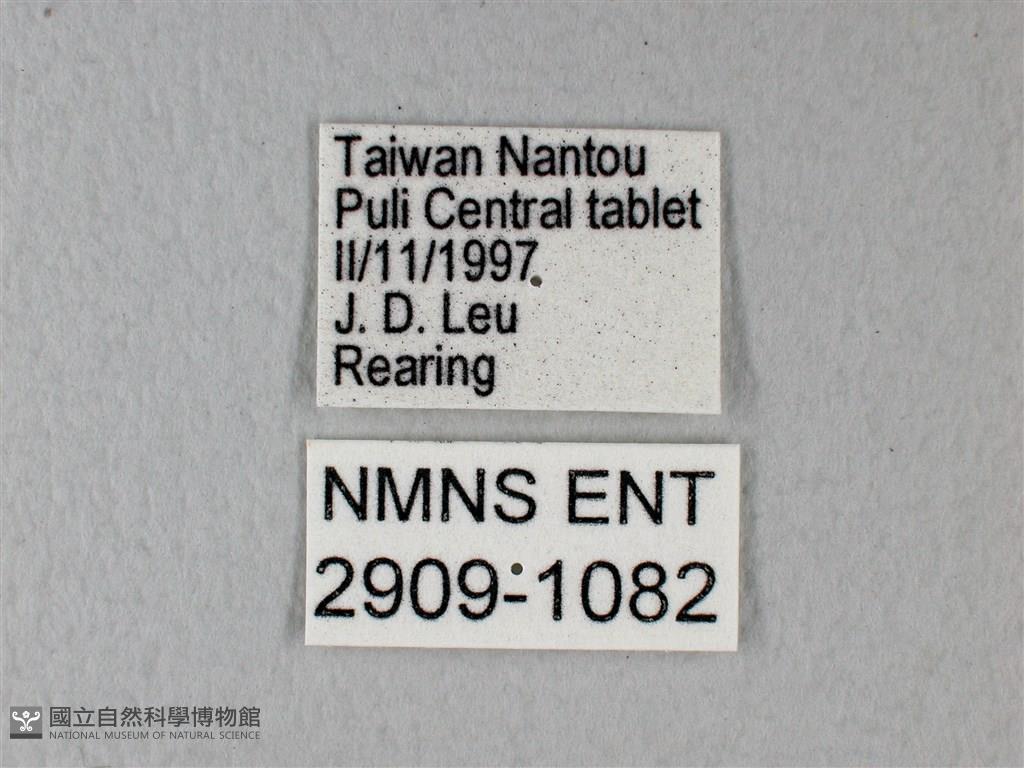 Taiwan Nantou
Puli Central tablet
II/11/1997
J. D. Leu
Rearing
NMNS ENT
2909-1082
國立自然科學博物館
NATIONAL MUSEUM OF NATURAL SCIENCE